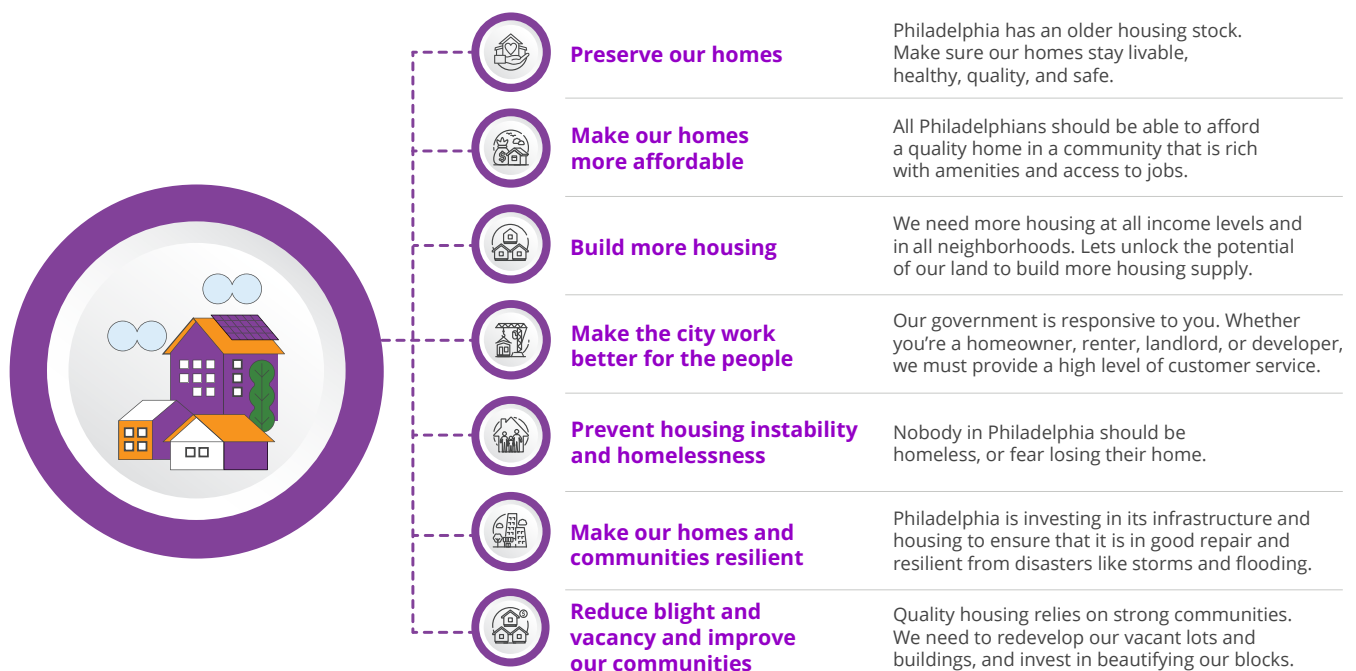 Preserve our homes
Philadelphia has an older housing stock.
Make sure our homes stay livable,
healthy, quality, and safe.
Make our homes
more affordable
All Philadelphians should be able to afford
a quality home in a community that is rich
with amenities and access to jobs.
Build more housing
We need more housing at all income levels and
in all neighborhoods. Lets unlock the potential
of our land to build more housing supply.
Make the city work
better for the people
Our government is responsive to you. Whether
you’re a homeowner, renter, landlord, or developer,
we must provide a high level of customer service.
Prevent housing instability
and homelessness
Nobody in Philadelphia should be
homeless, or fear losing their home.
Make our homes and
communities resilient
Philadelphia is investing in its infrastructure and
housing to ensure that it is in good repair and
resilient from disasters like storms and flooding.
Reduce blight and
vacancy and improve
our communities
Quality housing relies on strong communities.
We need to redevelop our vacant lots and
buildings, and invest in beautifying our blocks.